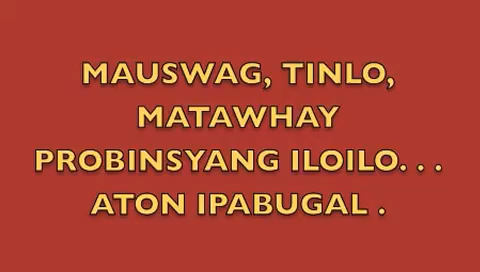 MAUSWAG, TINLO,
MATAWHAY
PROBINSYANG ILOILO. . .
ATON IPABUGAL .